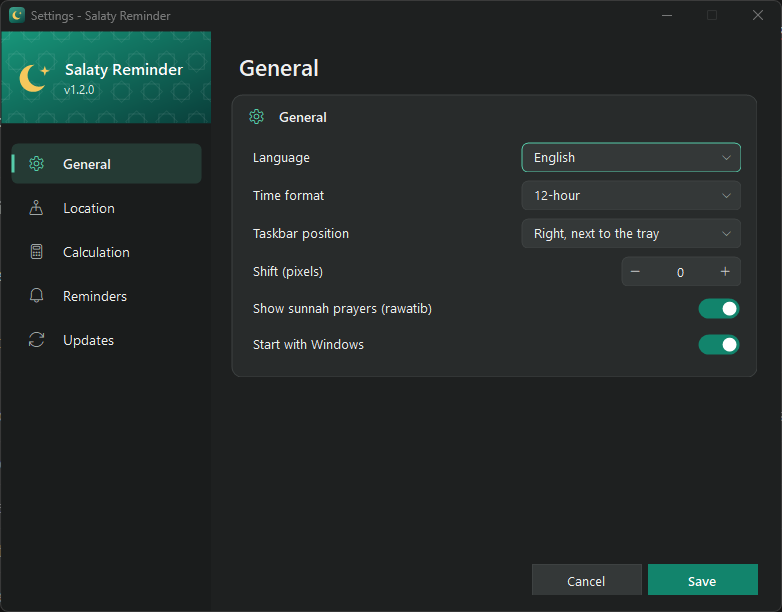 Settings - Salaty Reminder
Salaty Reminder
v1.2.0
General
Location
Calculation
Reminders
Updates
General
General
Language
English
Time format
12-hour
Taskbar position
Right, next to the tray
Shift (pixels)
− 0 +
Show sunnah prayers (rawatib)
Start with Windows
Cancel
Save